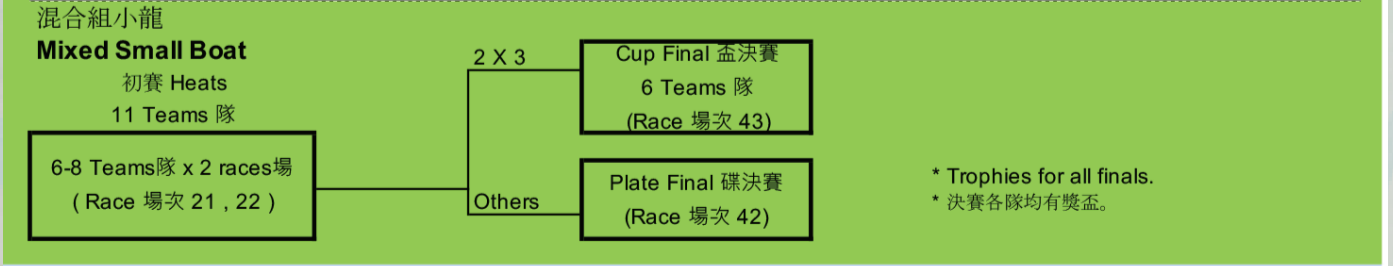 混合組小龍
Mixed Small Boat
初賽 Heats
11 Teams 隊
6-8 Teams隊 x 2 races場
( Race 場次 21 , 22 )
2 X 3
Cup Final 盃決賽
6 Teams 隊
(Race 場次 43)
Others
Plate Final 碟決賽
(Race 場次 42)
* Trophies for all finals.
* 決賽各隊均有獎盃。